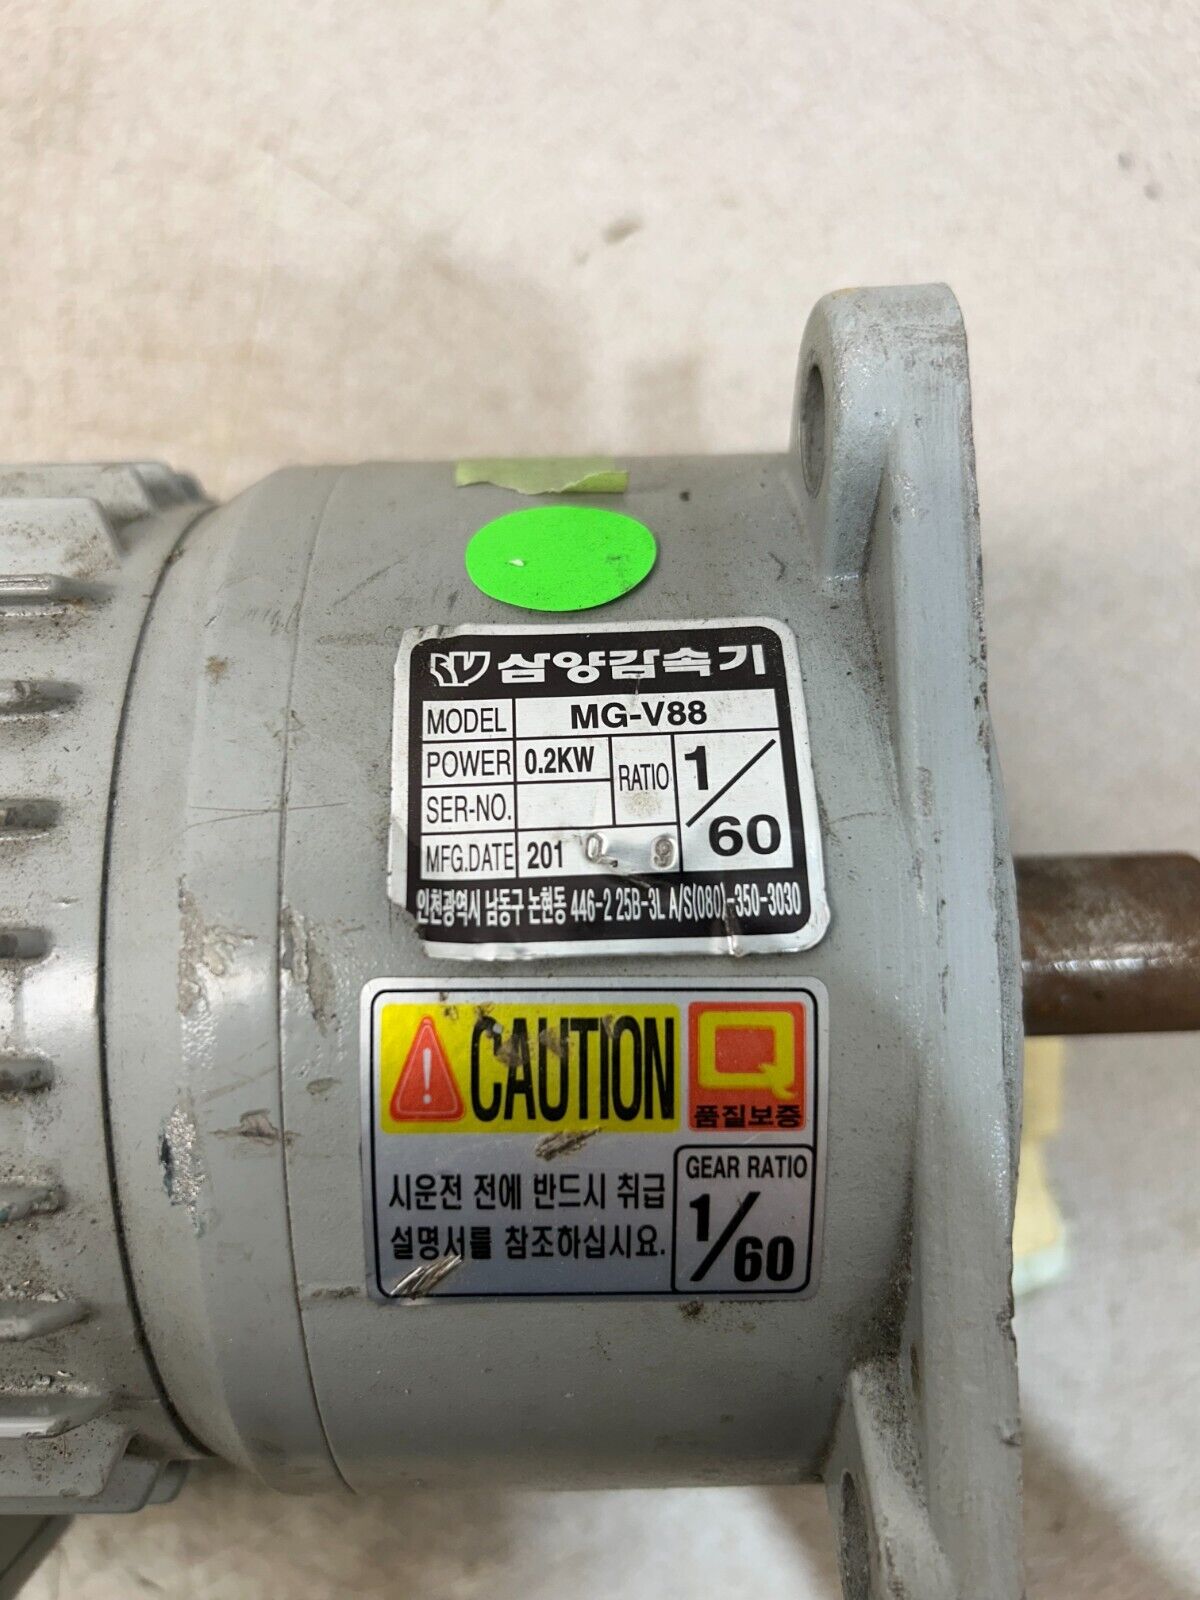 삼양감속기
MODEL MG-V88
POWER 0.2KW RATIO 1/60
SER-NO.
MFG.DATE 2010. 9
인천광역시 남동구 논현동 446-2 25B-3L A/S(080)-350-3030
CAUTION Q
품질보증
시운전 전에 반드시 취급
설명서를 참조하십시요.
GEAR RATIO
1/60